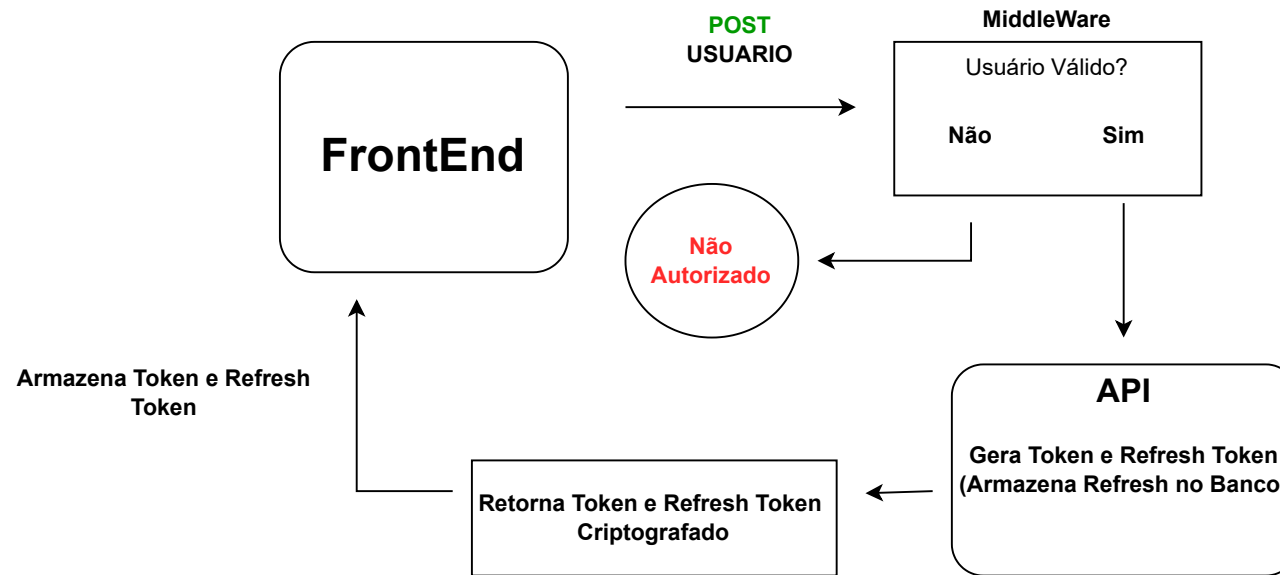 POST
USUARIO
MiddleWare
Usuário Válido?
Não
Sim
FrontEnd
Não
Autorizado
Armazena Token e Refresh
Token
API
Gera Token e Refresh Token
(Armazena Refresh no Banco
Retorna Token e Refresh Token
Criptografado